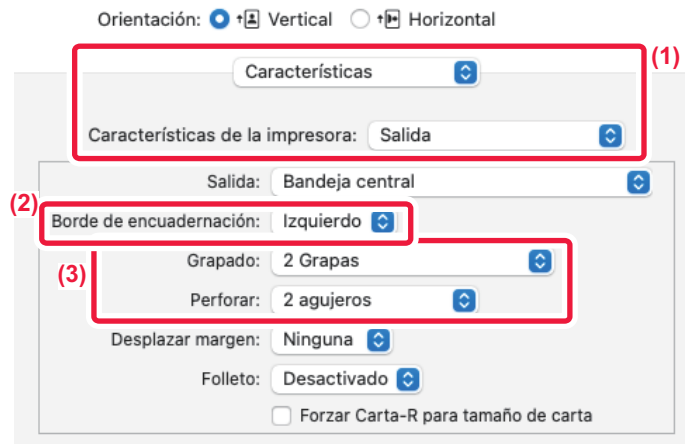 Orientación: Vertical Horizontal
(1)
Características
Características de la impresora: Salida
Salida: Bandeja central
(2)
Borde de encuadernación: Izquierdo
(3)
Grapado: 2 Grapas
Perforar: 2 agujeros
Desplazar margen: Ninguna
Folleto: Desactivado
Forzar Carta-R para tamaño de carta